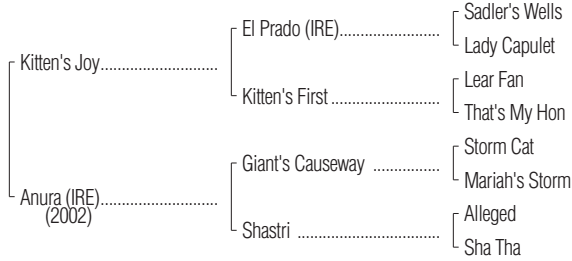 Sadler's Wells
El Prado (IRE)..........................
Lady Capulet
Kitten's Joy...........................
Lear Fan
Kitten's First ..........................
That's My Hon
Storm Cat
Giant's Causeway ................
Mariah's Storm
Anura (IRE)...........................
(2002)
Alleged
Shastri ..................................
Sha Tha